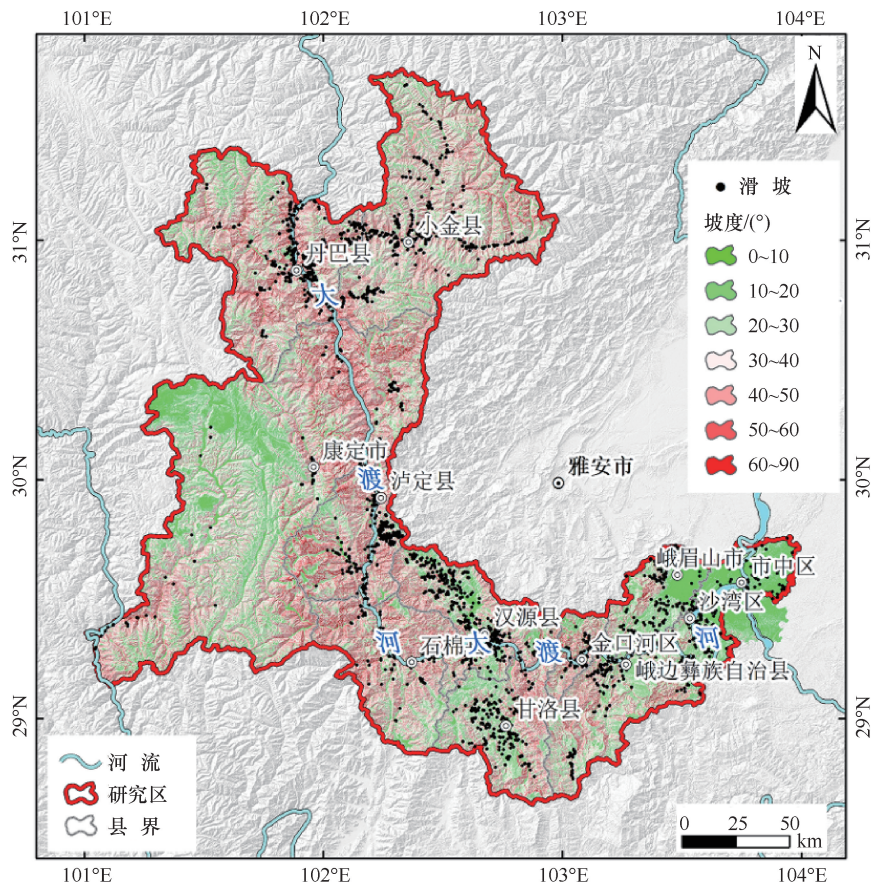 101°E 102°E 103°E 104°E
N
滑坡
坡度/(°)
0~10
10~20
20~30
30~40
40~50
50~60
60~90
31°N 31°N
小金县
丹巴县
大
康定市
雅安市
30°N 30°N
渡
泸定县
峨眉山市
市中区
沙湾区
汉源县
河
石棉
大
渡
金口河区
河
峨边彝族自治县
甘洛县
29°N 29°N
河流
研究区
县界
0 25 50
km
101°E 102°E 103°E 104°E